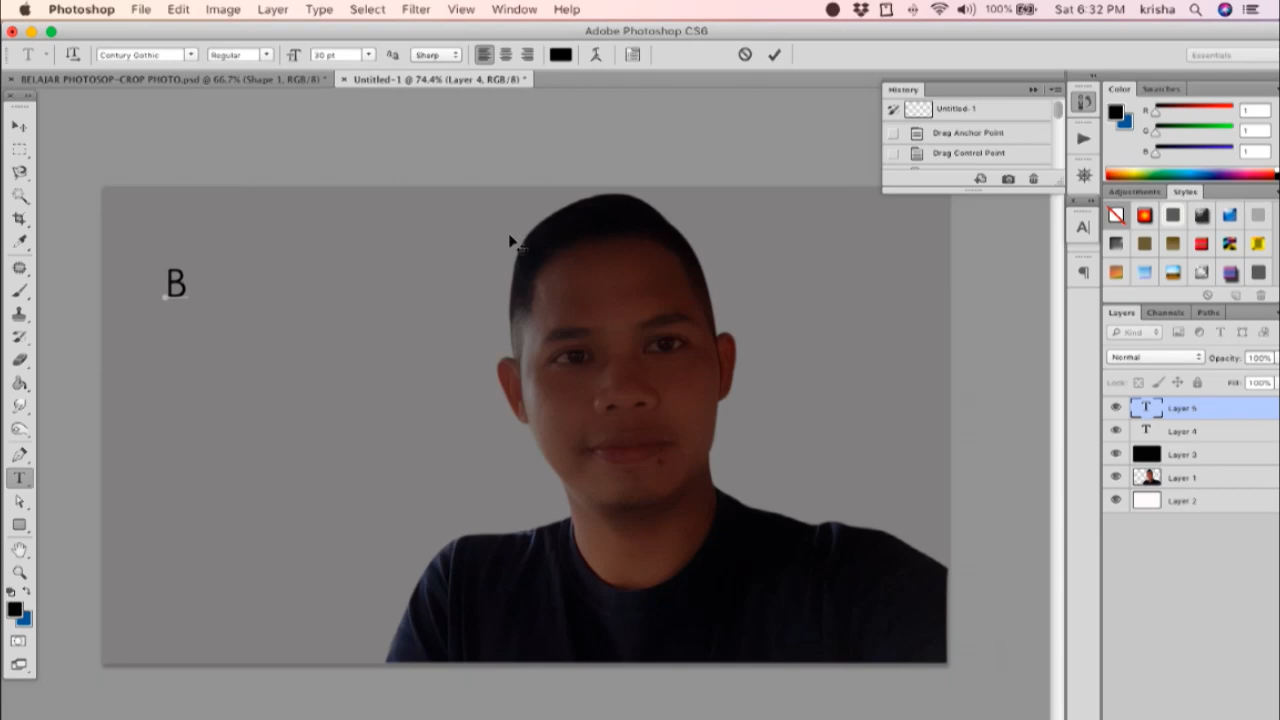 Photoshop File Edit Image Layer Type Select Filter View Window Help 100% Sat 6:32 PM krisha
Adobe Photoshop CS6
T Century Gothic Regular 30 pt Sharp Essentials
BELAJAR PHOTOSOP-CROP PHOTO.psd @ 66.7% (Shape 1, RGB/8) * Untitled-1 @ 74.4% (Layer 4, RGB/8) *
History
Untitled-1
Drag Anchor Point
Drag Control Point
Color Swatches
R 1
G 1
B 1
Adjustments Styles
B
Layers Channels Paths
Kind
Normal Opacity: 100%
Lock: Fill: 100%
T Layer 5
T Layer 4
Layer 3
Layer 1
Layer 2